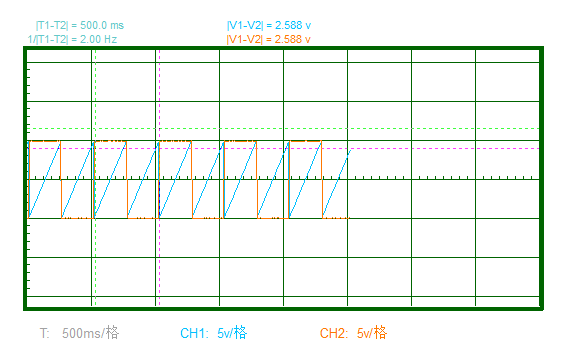 |T1-T2| = 500.0 ms |V1-V2| = 2.588 v
1/|T1-T2| = 2.00 Hz |V1-V2| = 2.588 v
T: 500ms/格 CH1: 5v/格 CH2: 5v/格